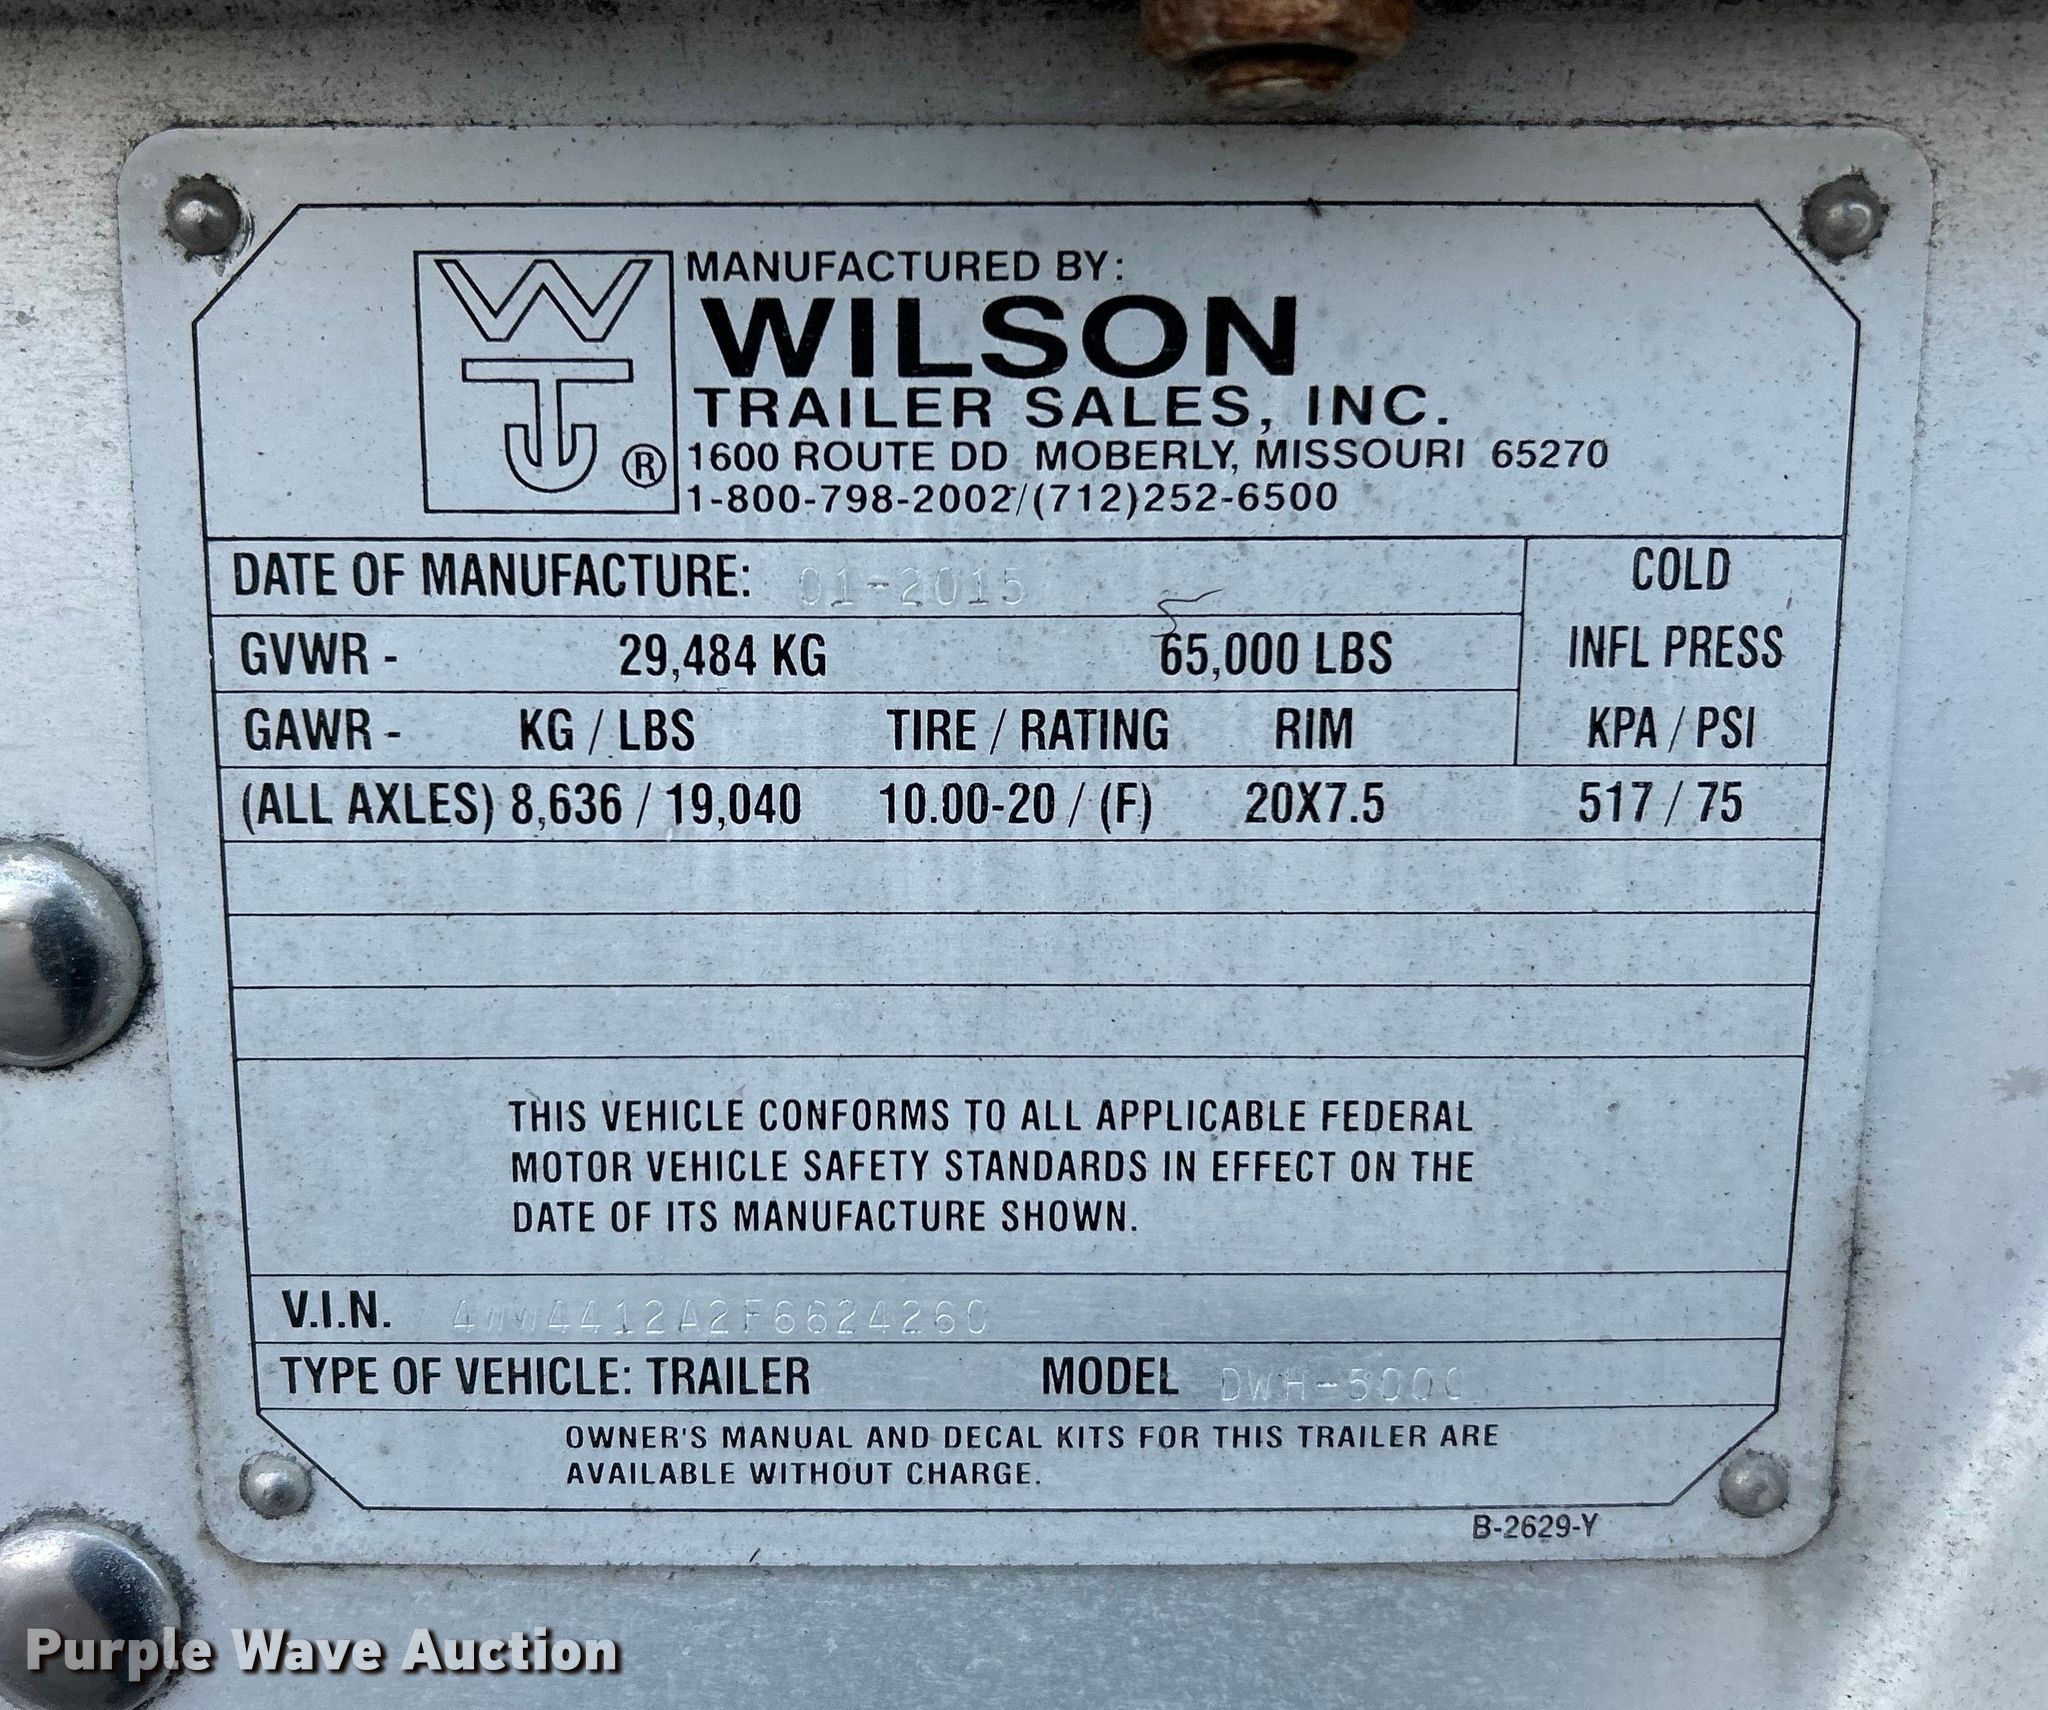 WTJ®
MANUFACTURED BY:
WILSON
TRAILER SALES, INC.
1600 ROUTE DD MOBERLY, MISSOURI 65270
1-800-798-2002/(712)252-6500
DATE OF MANUFACTURE: 01-2015
COLD
INFL PRESS
KPA / PSI
GVWR - 29,484 KG 65,000 LBS
GAWR - KG / LBS TIRE / RATING RIM
(ALL AXLES) 8,636 / 19,040 10.00-20 / (F) 20X7.5 517 / 75
THIS VEHICLE CONFORMS TO ALL APPLICABLE FEDERAL
MOTOR VEHICLE SAFETY STANDARDS IN EFFECT ON THE
DATE OF ITS MANUFACTURE SHOWN.
V.I.N. 4WW4412A2F6624260
TYPE OF VEHICLE: TRAILER MODEL DWH-500C
OWNER'S MANUAL AND DECAL KITS FOR THIS TRAILER ARE
AVAILABLE WITHOUT CHARGE.
B-2629-Y
Purple Wave Auction